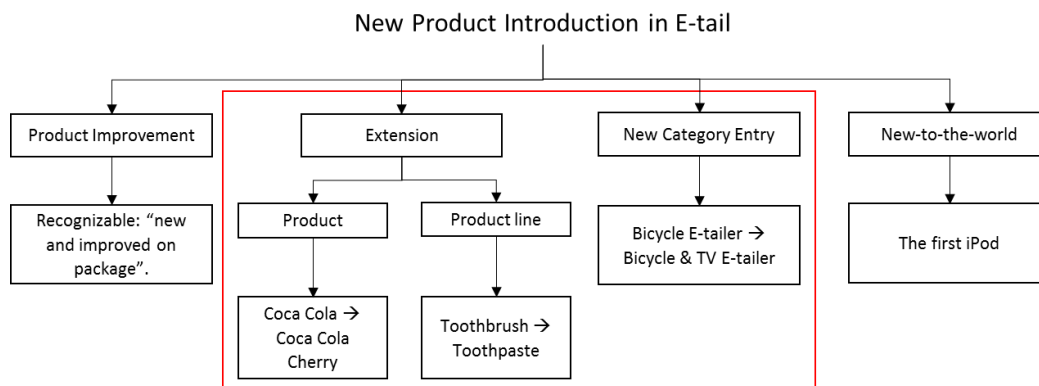 New Product Introduction in E-tail
Product Improvement
Extension
New Category Entry
New-to-the-world
Recognizable: “new
and improved on
package”.
Product
Product line
Bicycle E-tailer →
Bicycle & TV E-tailer
The first iPod
Coca Cola →
Coca Cola
Cherry
Toothbrush →
Toothpaste